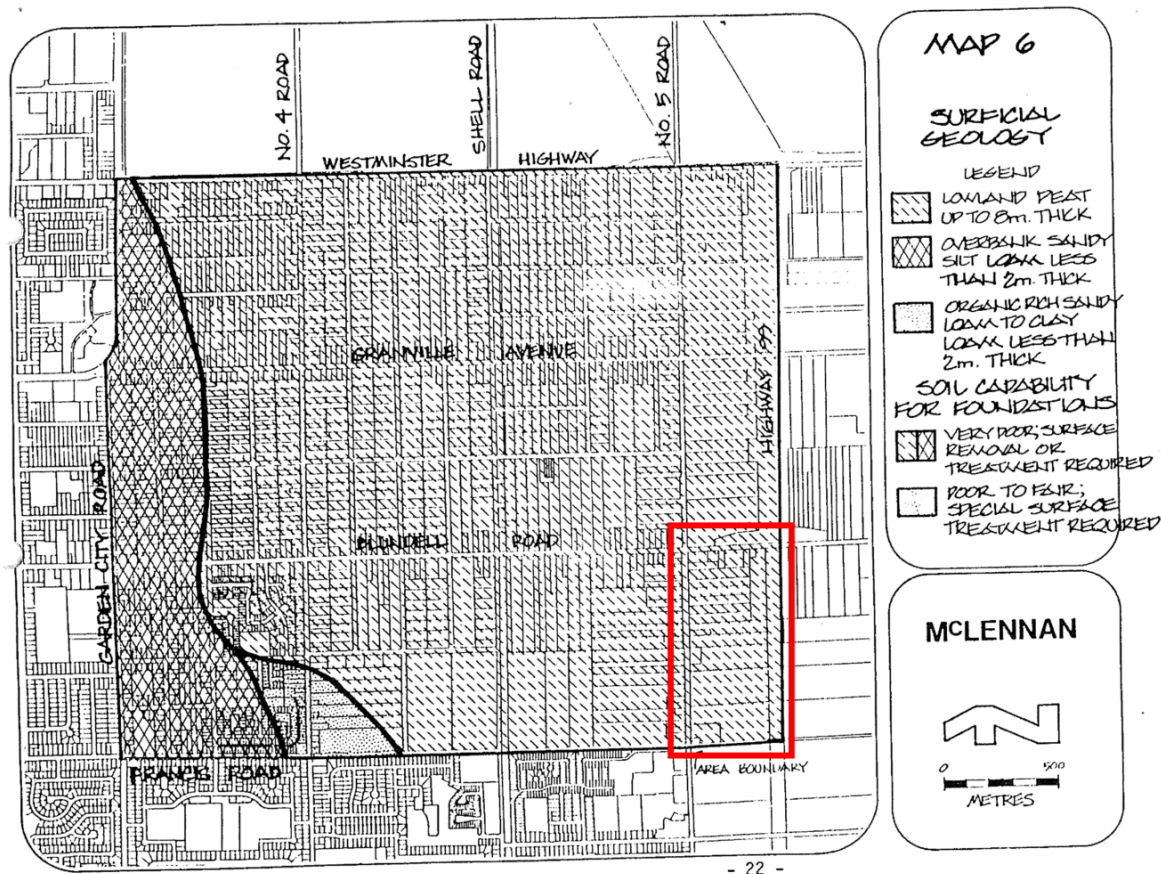 MAP 6
SURFICIAL
GEOLOGY
LEGEND
LOWLAND PEAT
UP TO 8m. THICK
OVERBANK SANDY
SILT LOAM LESS
THAN 2m. THICK
ORGANIC RICH SANDY
LOAM TO CLAY
LOAM LESS THAN
2m. THICK
SOIL CAPABILITY
FOR FOUNDATIONS
VERY POOR; SURFACE
REMOVAL OR
TREATMENT REQUIRED
POOR TO FAIR;
SPECIAL SURFACE
TREATMENT REQUIRED
NO. 4 ROAD
SHELL ROAD
NO. 5 ROAD
WESTMINSTER HIGHWAY
GRANVILLE AVENUE
HIGHWAY 99
GARDEN CITY ROAD
BLUNDELL ROAD
FRANCIS ROAD
AREA BOUNDARY
McLENNAN
N
0 500
METRES
- 22 -